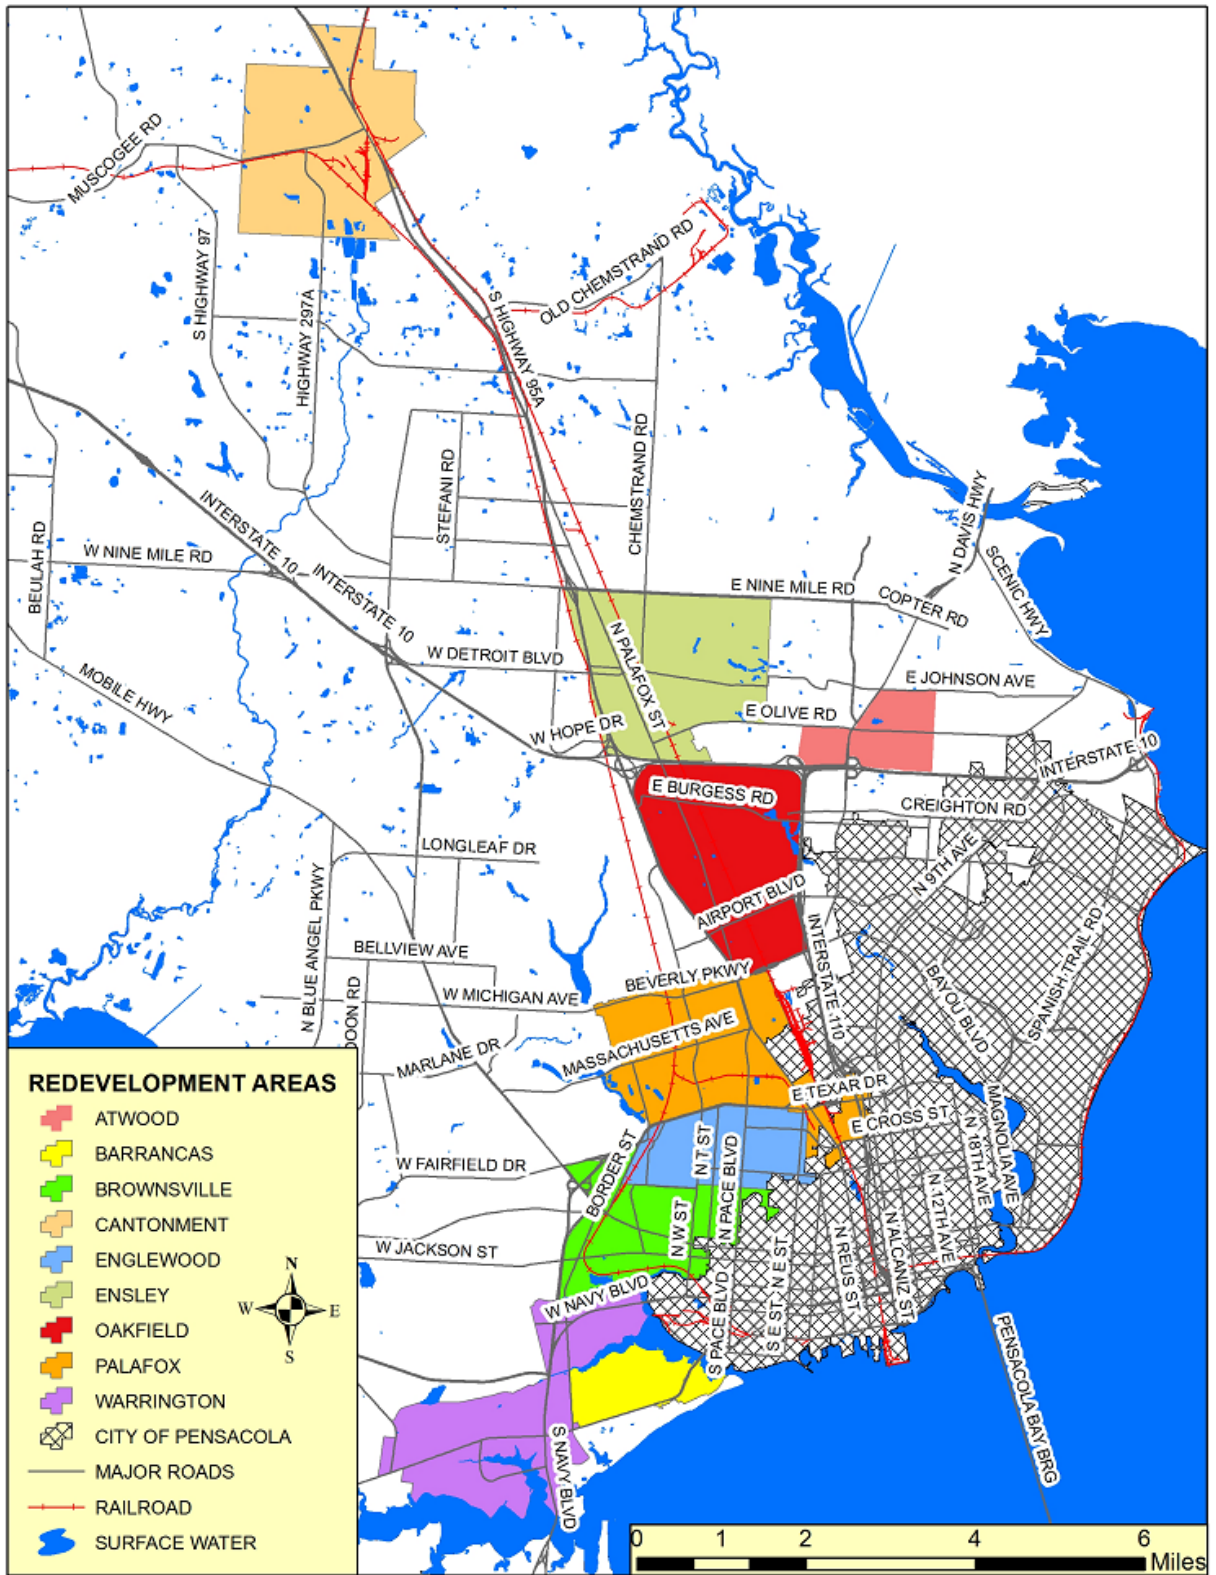 MUSCOGEE RD
S HIGHWAY 97
HIGHWAY 297A
OLD CHEMSTRAND RD
S HIGHWAY 95A
STEFANI RD
CHEMSTRAND RD
N DAVIS HWY
INTERSTATE 10
BEULAH RD
W NINE MILE RD
INTERSTATE 10
E NINE MILE RD
COPTER RD
SCENIC HWY
W DETROIT BLVD
N PALAFOX ST
MOBILE HWY
E JOHNSON AVE
W HOPE DR
E OLIVE RD
INTERSTATE 10
E BURGESS RD
CREIGHTON RD
LONGLEAF DR
N 9TH AVE
AIRPORT BLVD
N BLUE ANGEL PKWY
BELLVIEW AVE
INTERSTATE 110
SPANISH TRAIL RD
BEVERLY PKWY
BAYOU BLVD
W MICHIGAN AVE
DOON RD
MASSACHUSETTS AVE
MARLANE DR
E TEXAR DR
MAGNOLIA AVE
E CROSS ST
N 18TH AVE
BORDER ST
N T ST
N PACE BLVD
W FAIRFIELD DR
N 12TH AVE
N W ST
W JACKSON ST
N REUS ST
N ALCANIZ ST
N E ST
W NAVY BLVD
S PACE BLVD
S E ST
PENSACOLA BAY BRG
S NAVY BLVD
REDEVELOPMENT AREAS
ATWOOD
BARRANCAS
BROWNSVILLE
CANTONMENT
ENGLEWOOD
ENSLEY
OAKFIELD
PALAFOX
WARRINGTON
CITY OF PENSACOLA
MAJOR ROADS
RAILROAD
SURFACE WATER
N
W E
S
0 1 2 4 6
Miles